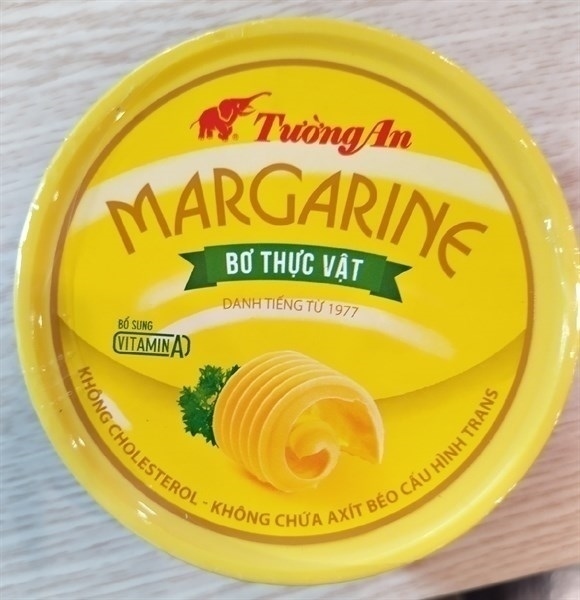 Tường An
MARGARINE
BƠ THỰC VẬT
DANH TIẾNG TỪ 1977
BỔ SUNG
VITAMIN A
KHÔNG CHOLESTEROL - KHÔNG CHỨA AXÍT BÉO CẤU HÌNH TRANS